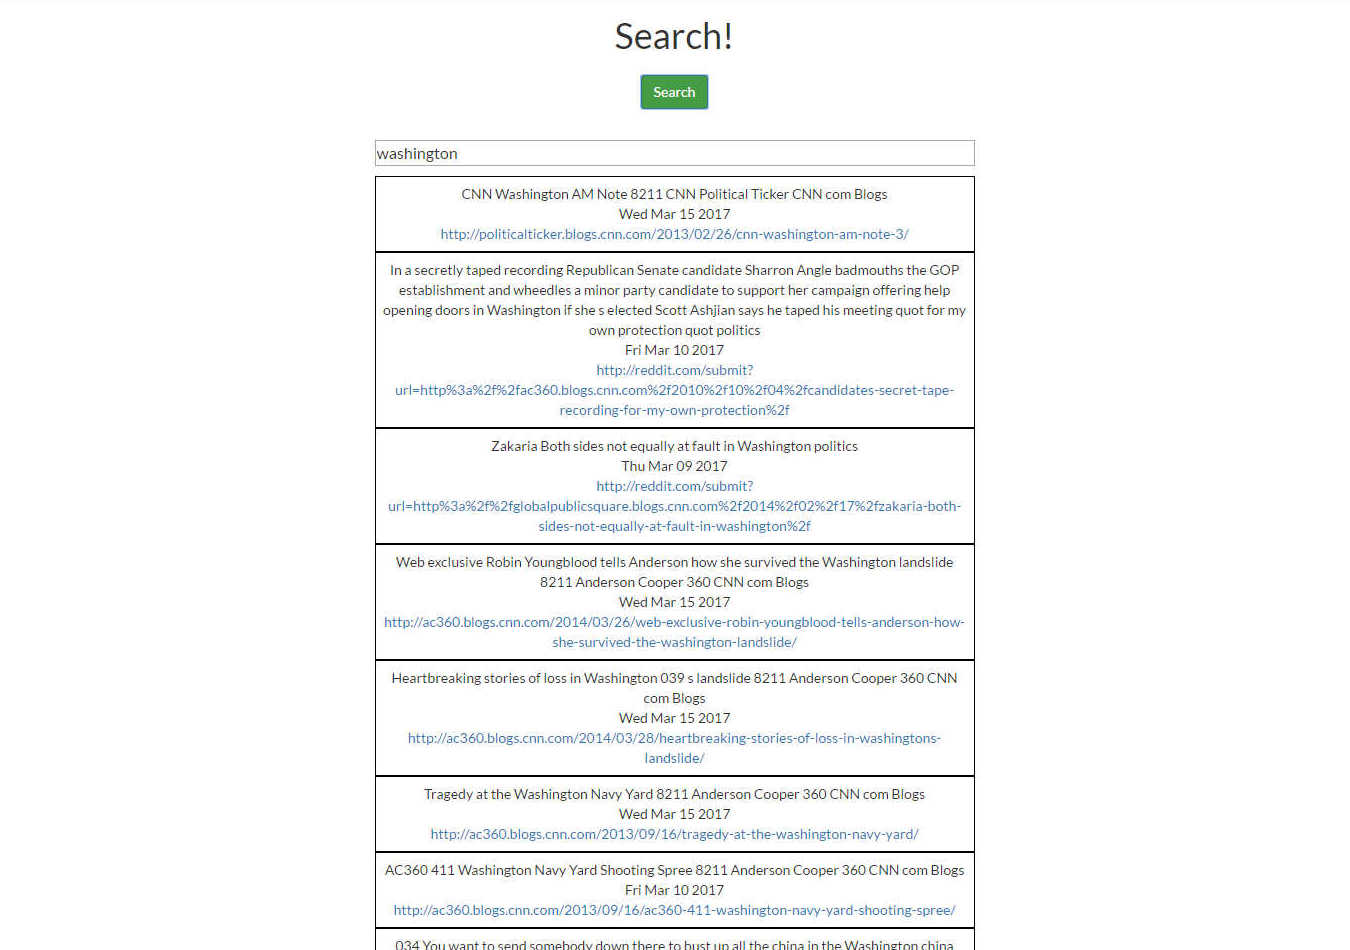 Search!
Search
washington
CNN Washington AM Note 8211 CNN Political Ticker CNN com Blogs
Wed Mar 15 2017
http://politicalticker.blogs.cnn.com/2013/02/26/cnn-washington-am-note-3/
In a secretly taped recording Republican Senate candidate Sharron Angle badmouths the GOP
establishment and wheedles a minor party candidate to support her campaign offering help
opening doors in Washington if she s elected Scott Ashjian says he taped his meeting quot for my
own protection quot politics
Fri Mar 10 2017
http://reddit.com/submit?
url=http%3a%2f%2fac360.blogs.cnn.com%2f2010%2f10%2f04%2fcandidates-secret-tape-
recording-for-my-own-protection%2f
Zakaria Both sides not equally at fault in Washington politics
Thu Mar 09 2017
http://reddit.com/submit?
url=http%3a%2f%2fglobalpublicsquare.blogs.cnn.com%2f2014%2f02%2f17%2fzakaria-both-
sides-not-equally-at-fault-in-washington%2f
Web exclusive Robin Youngblood tells Anderson how she survived the Washington landslide
8211 Anderson Cooper 360 CNN com Blogs
Wed Mar 15 2017
http://ac360.blogs.cnn.com/2014/03/26/web-exclusive-robin-youngblood-tells-anderson-how-
she-survived-the-washington-landslide/
Heartbreaking stories of loss in Washington 039 s landslide 8211 Anderson Cooper 360 CNN
com Blogs
Wed Mar 15 2017
http://ac360.blogs.cnn.com/2014/03/28/heartbreaking-stories-of-loss-in-washingtons-
landslide/
Tragedy at the Washington Navy Yard 8211 Anderson Cooper 360 CNN com Blogs
Wed Mar 15 2017
http://ac360.blogs.cnn.com/2013/09/16/tragedy-at-the-washington-navy-yard/
AC360 411 Washington Navy Yard Shooting Spree 8211 Anderson Cooper 360 CNN com Blogs
Fri Mar 10 2017
http://ac360.blogs.cnn.com/2013/09/16/ac360-411-washington-navy-yard-shooting-spree/
034 You want to send somebody down there to bust up all the china in the Washington china